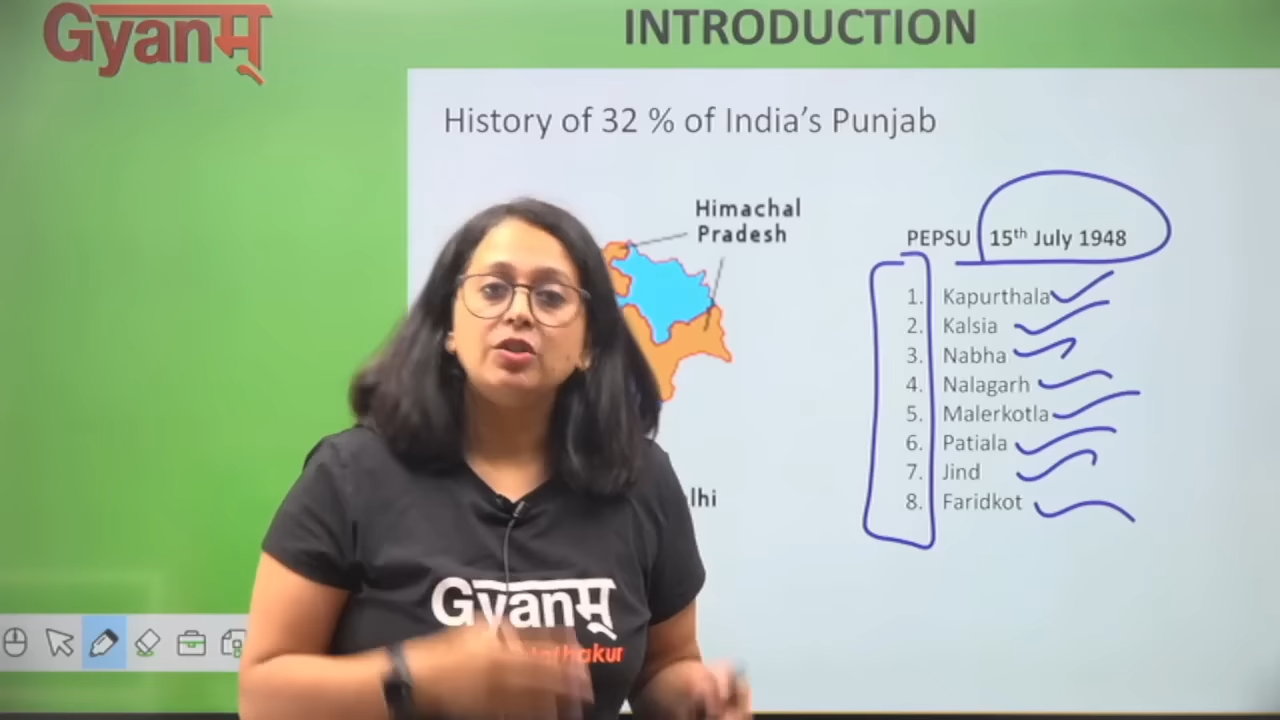 Gyanम्
INTRODUCTION
History of 32 % of India's Punjab
Himachal
Pradesh
PEPSU 15th July 1948
1. Kapurthala
2. Kalsia
3. Nabha
4. Nalagarh
5. Malerkotla
6. Patiala
7. Jind
8. Faridkot
Gyanम्